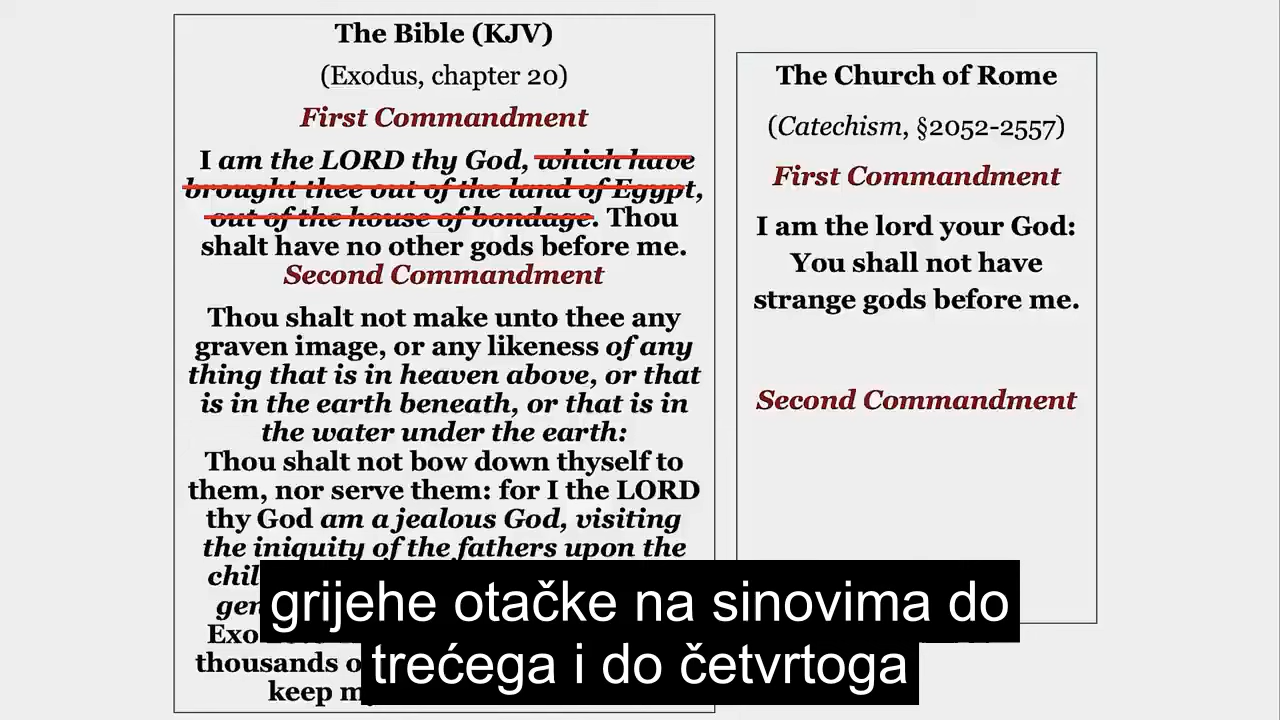 The Bible (KJV)
(Exodus, chapter 20)
First Commandment
I am the LORD thy God, which have
brought thee out of the land of Egypt,
out of the house of bondage. Thou
shalt have no other gods before me.
Second Commandment
Thou shalt not make unto thee any
graven image, or any likeness of any
thing that is in heaven above, or that
is in the earth beneath, or that is in
the water under the earth:
Thou shalt not bow down thyself to
them, nor serve them: for I the LORD
thy God am a jealous God, visiting
the iniquity of the fathers upon the
thousands
keep
The Church of Rome
(Catechism, §2052-2557)
First Commandment
I am the lord your God:
You shall not have
strange gods before me.
Second Commandment
grijehe otačke na sinovima do
trećega i do četvrtoga